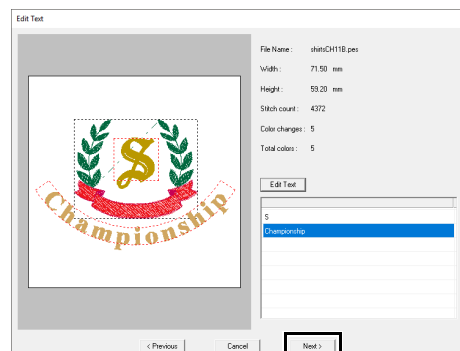 Edit Text
File Name : shirtsCH11B.pes
Width : 71.50 mm
Height : 59.20 mm
Stitch count : 4372
Color changes : 5
Total colors : 5
S
Championship
Edit Text
S
Championship
< Previous
Cancel
Next >